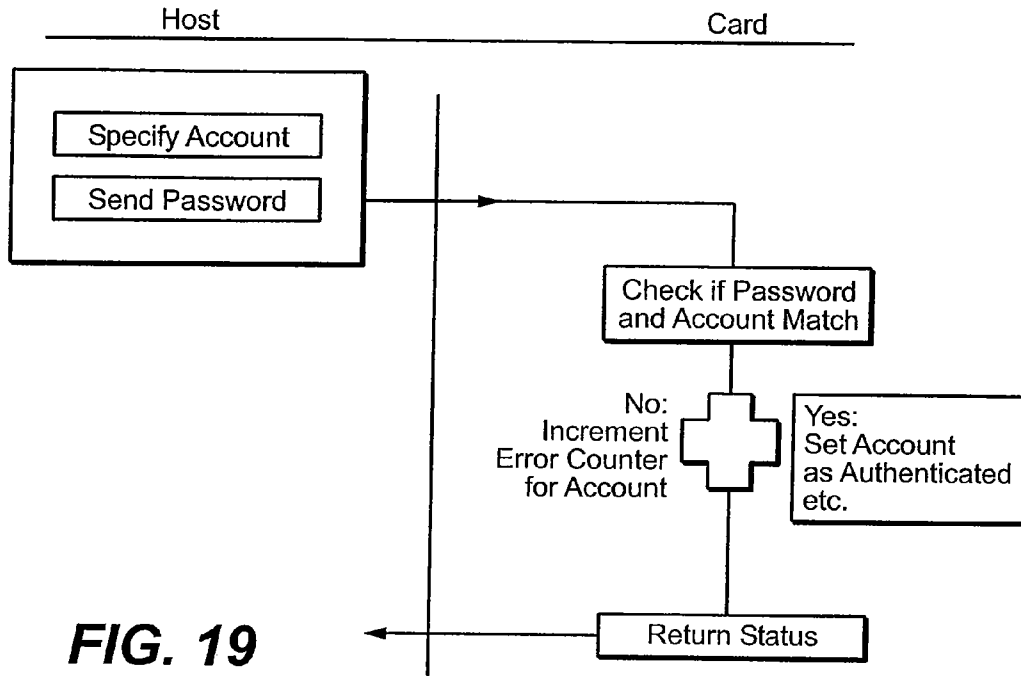 Host
Card
Specify Account
Send Password
Check if Password
and Account Match
No:
Increment
Error Counter
for Account
Yes:
Set Account
as Authenticated
etc.
Return Status
FIG. 19